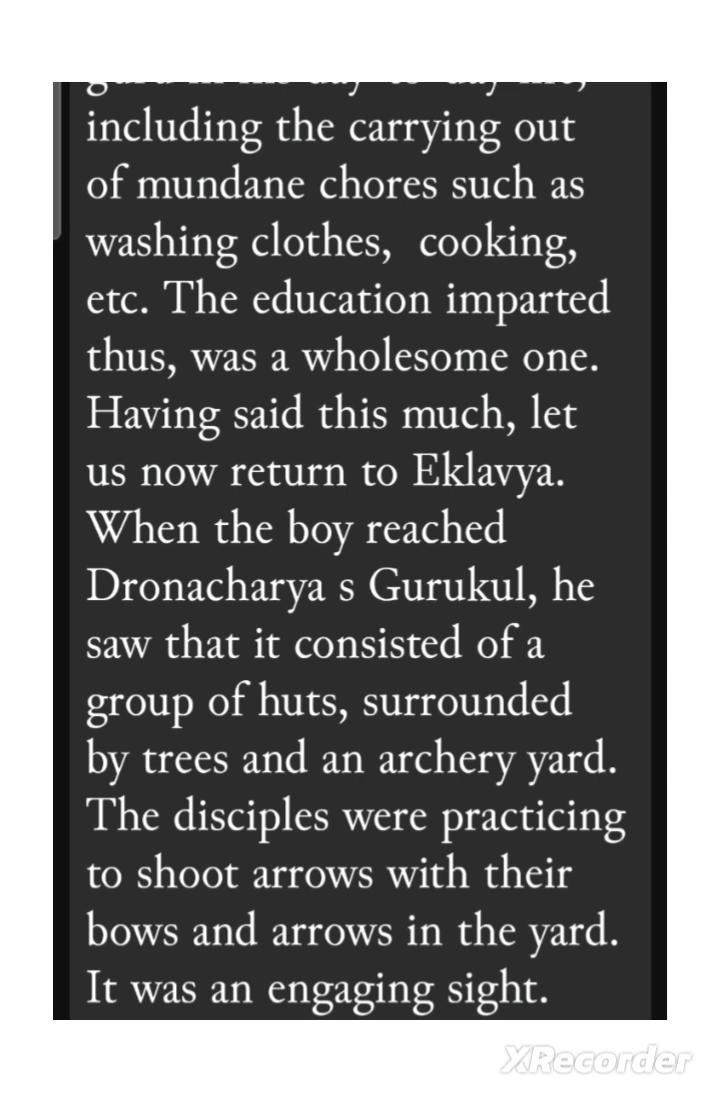 including the carrying out
of mundane chores such as
washing clothes,  cooking,
etc. The education imparted
thus, was a wholesome one.
Having said this much, let
us now return to Eklavya.
When the boy reached
Dronacharya s Gurukul, he
saw that it consisted of a
group of huts, surrounded
by trees and an archery yard.
The disciples were practicing
to shoot arrows with their
bows and arrows in the yard.
It was an engaging sight.
XRecorder